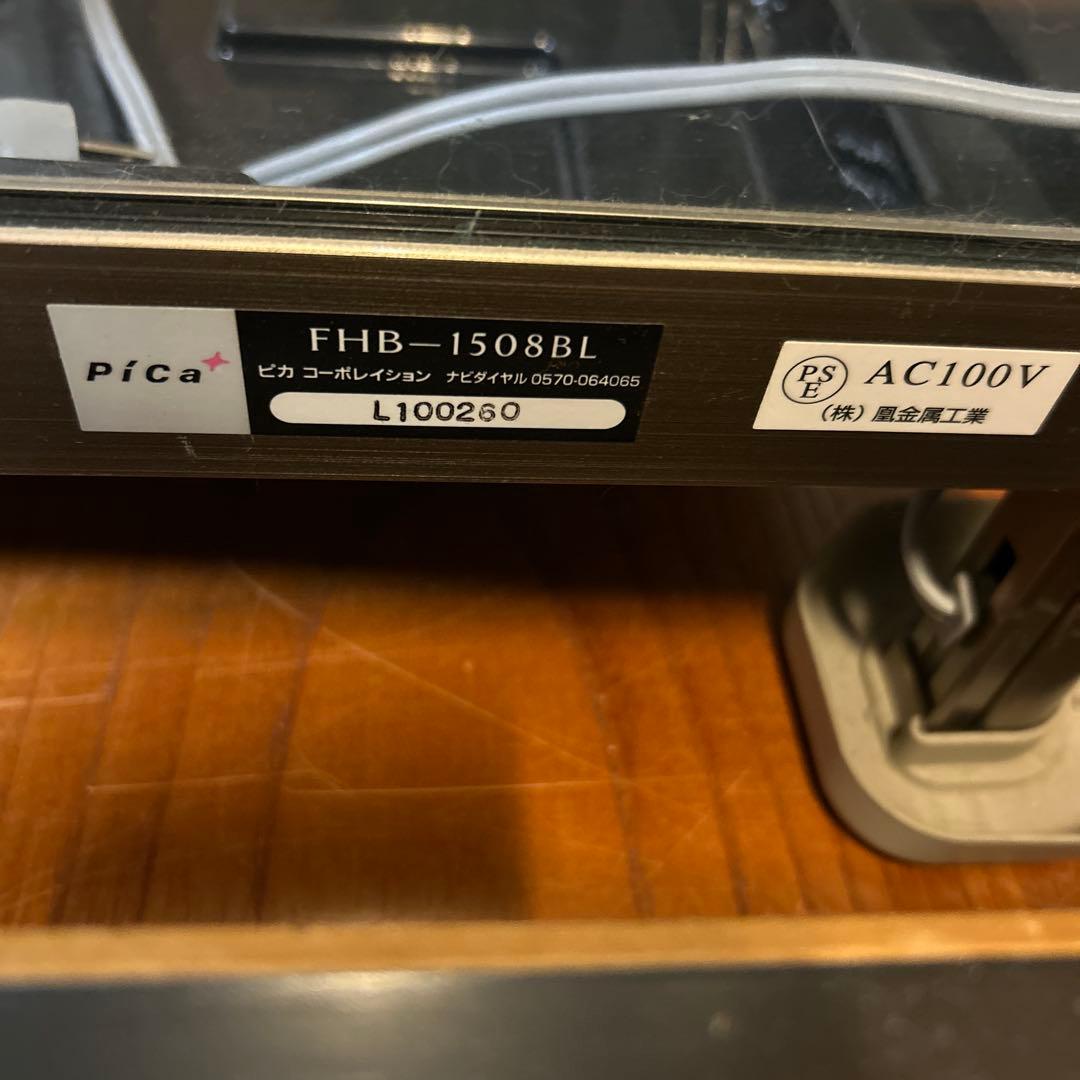 PiCa
FHB-1508BL
ピカ コーポレイション ナビダイヤル 0570-064065
L100260
PSE
AC100V
(株) 凰金属工業